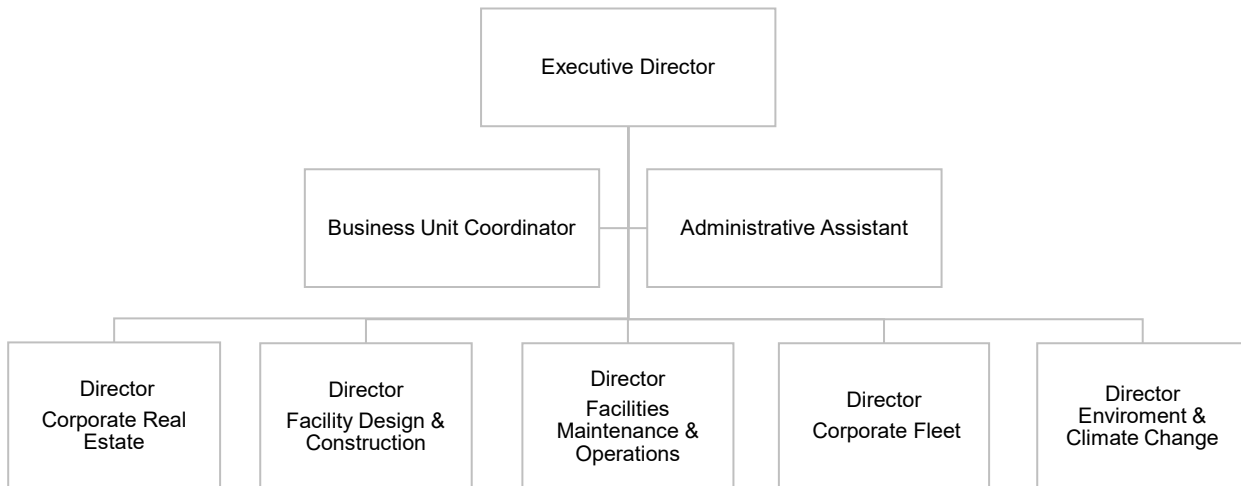 Executive Director
Business Unit Coordinator
Administrative Assistant
Director
Corporate Real
Estate
Director
Facility Design &
Construction
Director
Facilities
Maintenance &
Operations
Director
Corporate Fleet
Director
Enviroment &
Climate Change